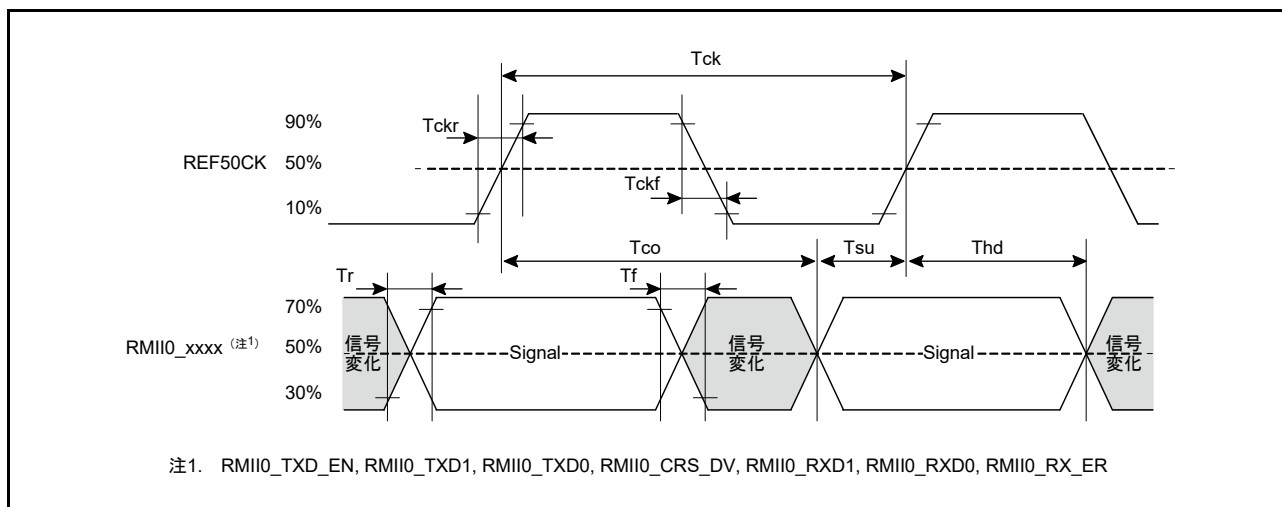 Tck
90%
Tckr
REF50CK 50%
Tckf
10%
Tco Tsu Thd
Tr Tf
70%
信号変化
RMII0_xxxx（注1） 50% Signal 信号変化 Signal 信号変化
30%
注1. RMII0_TXD_EN, RMII0_TXD1, RMII0_TXD0, RMII0_CRS_DV, RMII0_RXD1, RMII0_RXD0, RMII0_RX_ER